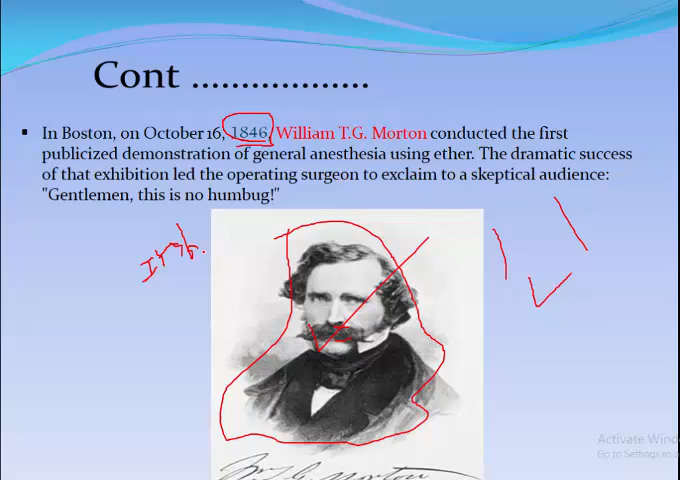 Cont ..................
▪ In Boston, on October 16, 1846, William T.G. Morton conducted the first
publicized demonstration of general anesthesia using ether. The dramatic success
of that exhibition led the operating surgeon to exclaim to a skeptical audience:
"Gentlemen, this is no humbug!"
Morton
Activate Wind
Go to Settings to a